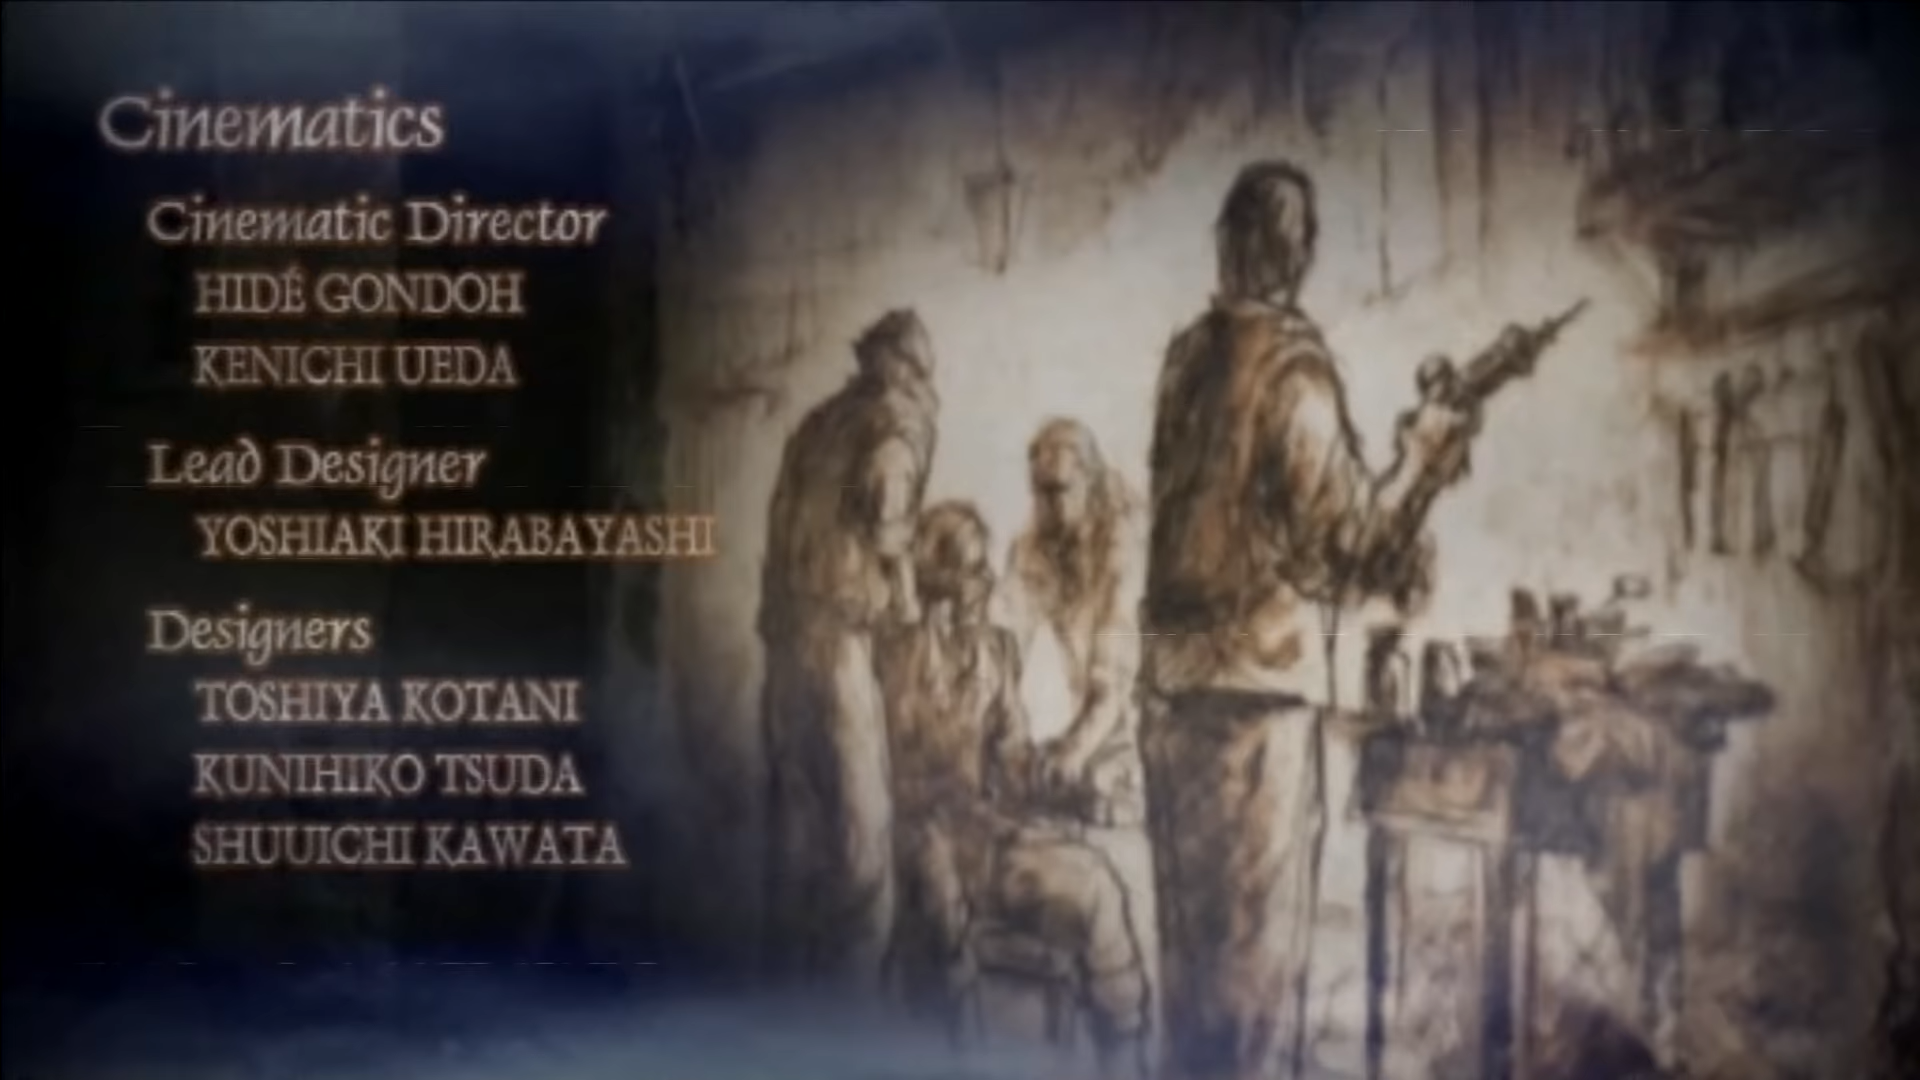 Cinematics
Cinematic Director
HIDÉ GONDOH
KENICHI UEDA
Lead Designer
YOSHIAKI HIRABAYASHI
Designers
TOSHIYA KOTANI
KUNIHIKO TSUDA
SHUUICHI KAWATA